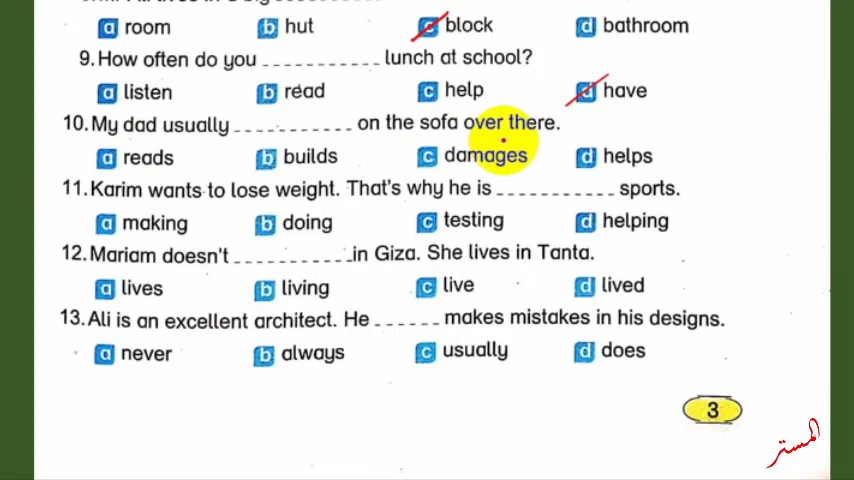 a room b hut c block d bathroom
9. How often do you ____________ lunch at school?
a listen b read c help d have
10. My dad usually ____________ on the sofa over there.
a reads b builds c damages d helps
11. Karim wants to lose weight. That's why he is ____________ sports.
a making b doing c testing d helping
12. Mariam doesn't ____________ in Giza. She lives in Tanta.
a lives b living c live d lived
13. Ali is an excellent architect. He ______ makes mistakes in his designs.
a never b always c usually d does
3
المستر